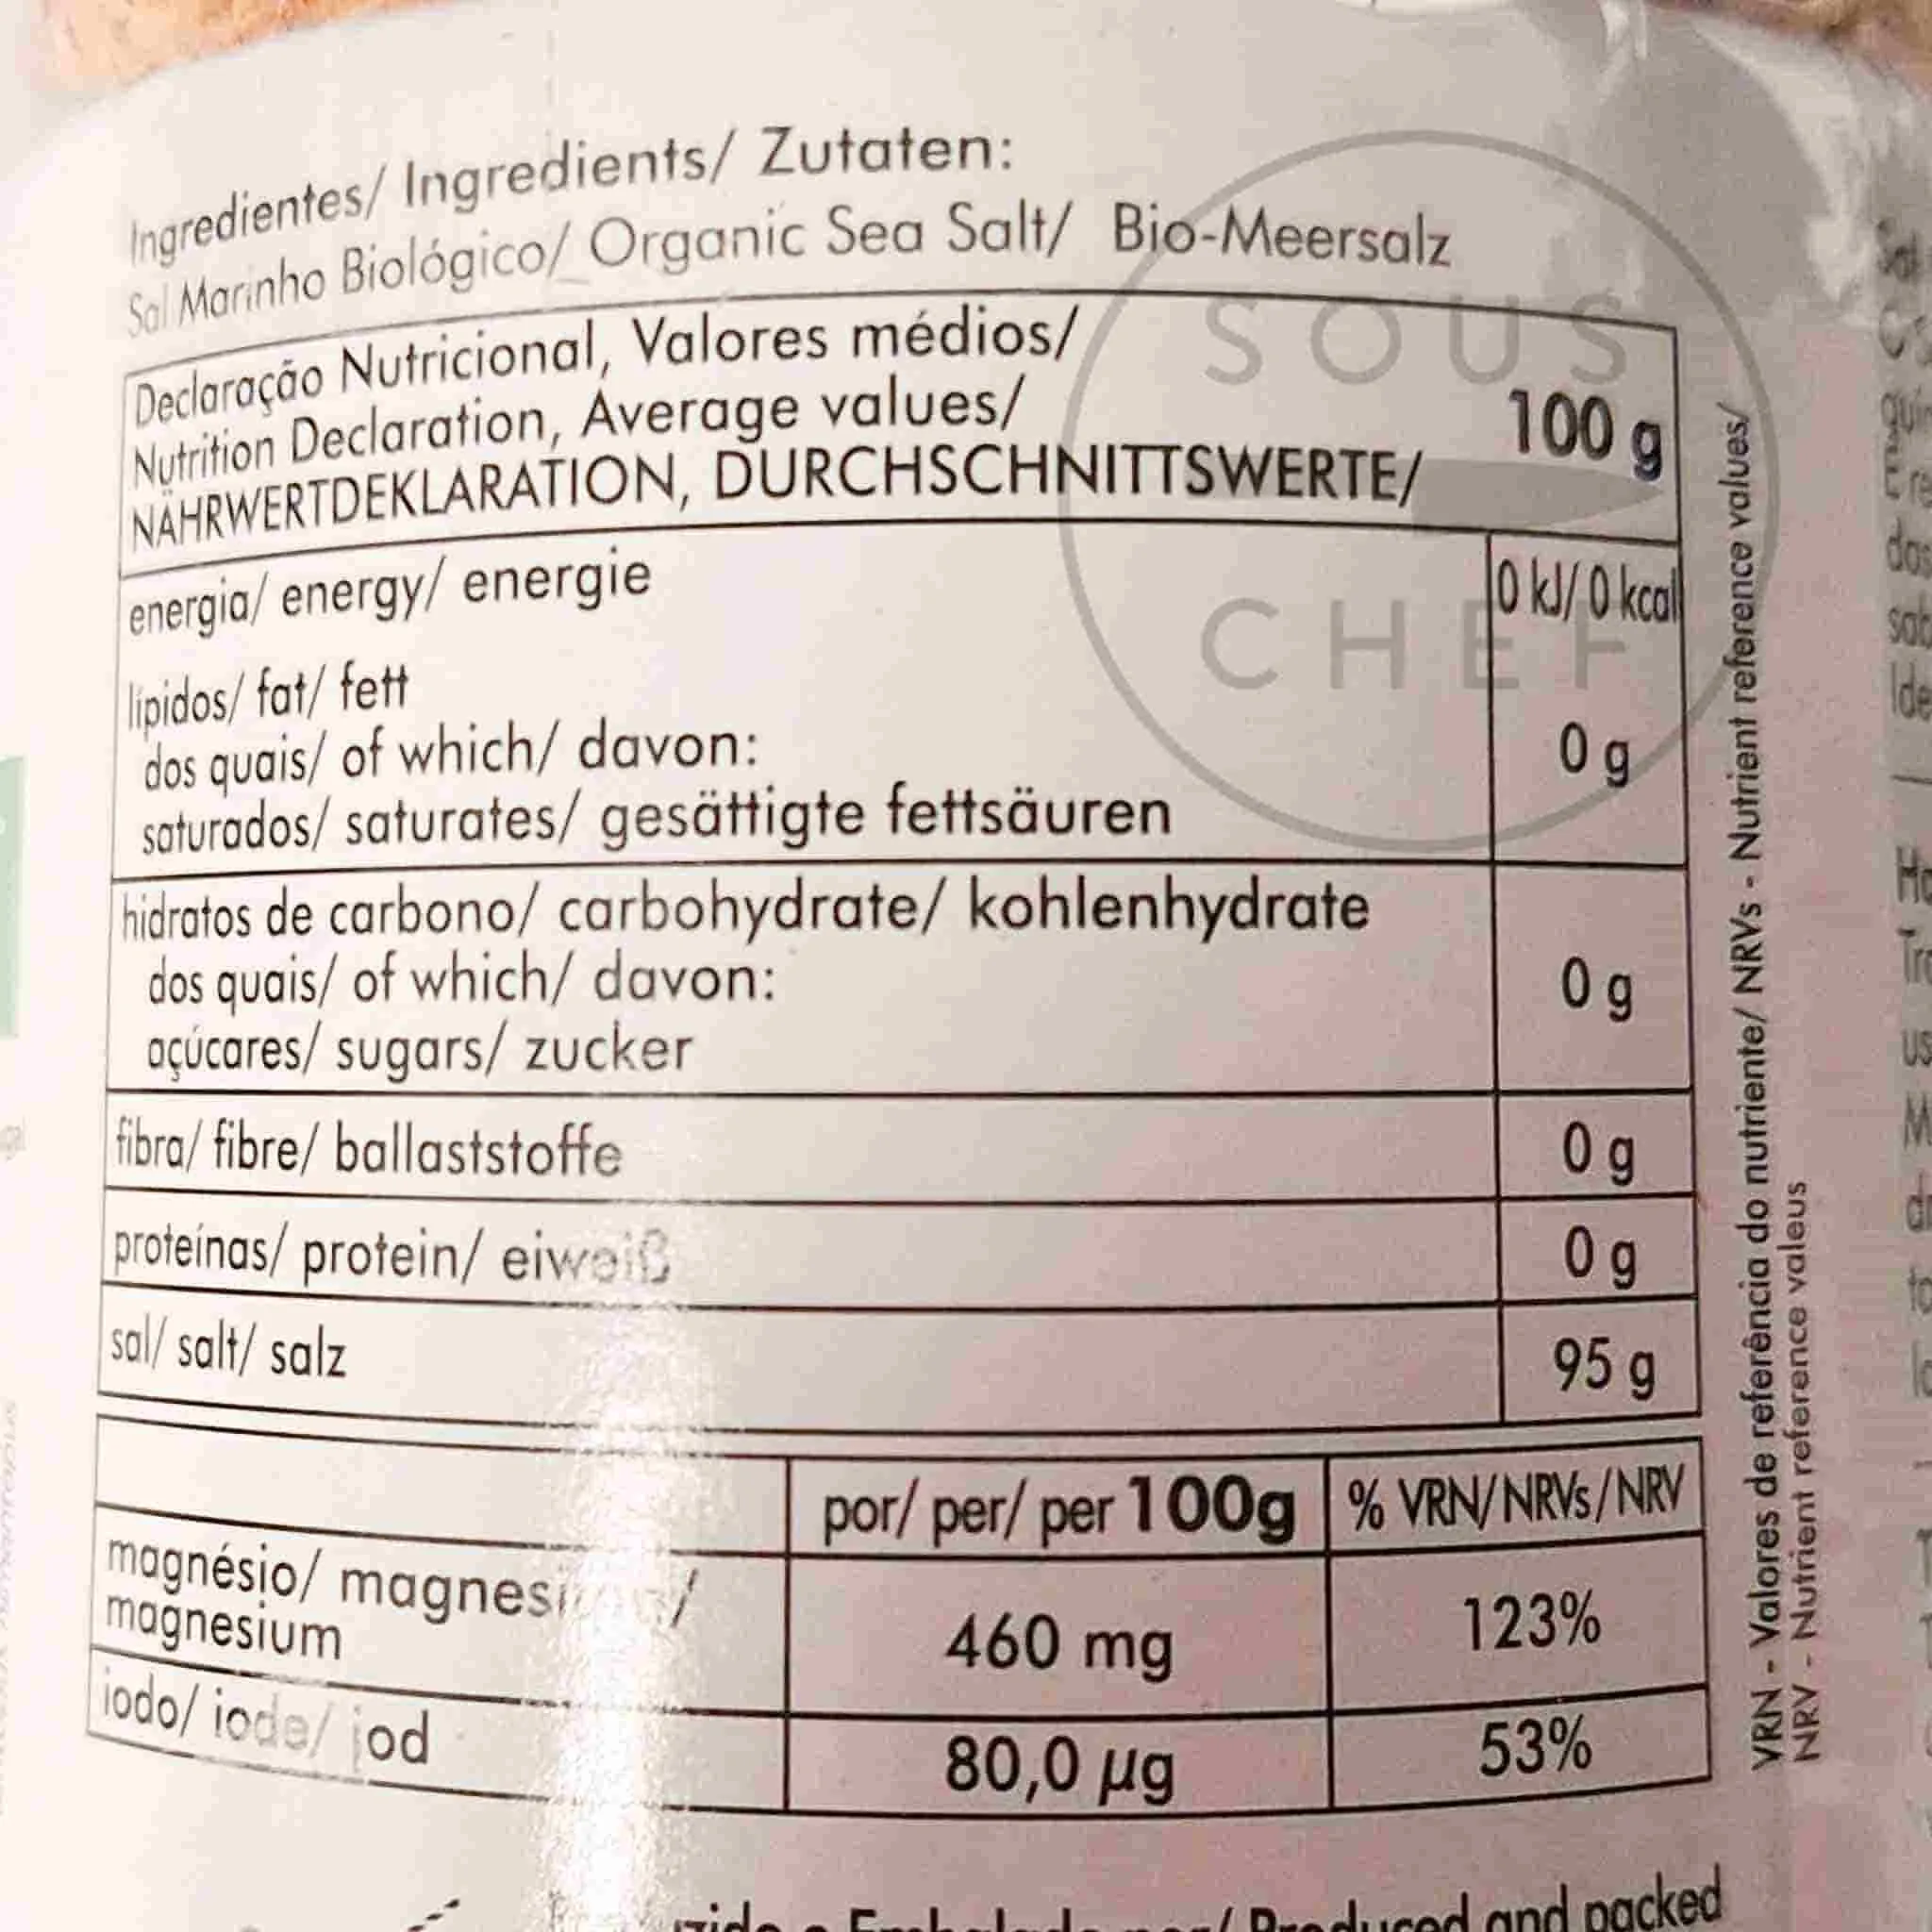 Ingredientes/ Ingredients/ Zutaten:
Sal Marinho Biológico/ Organic Sea Salt/ Bio-Meersalz
Declaração Nutricional, Valores médios/
Nutrition Declaration, Average values/
NÄHRWERTDEKLARATION, DURCHSCHNITTSWERTE/
100 g
energia/ energy/ energie
0 kJ/ 0 kcal
lípidos/ fat/ fett
dos quais/ of which/ davon:
0 g
saturados/ saturates/ gesättigte fettsäuren
hidratos de carbono/ carbohydrate/ kohlenhydrate
dos quais/ of which/ davon:
0 g
açúcares/ sugars/ zucker
fibra/ fibre/ ballaststoffe
0 g
proteínas/ protein/ eiweiß
0 g
sal/ salt/ salz
95 g
por/ per/ per 100g
% VRN/NRVs/NRV
magnésio/
magnesium
460 mg
123%
iodo/ iode/ jod
80,0 µg
53%
VRN - Valores de referência do nutriente/ NRVs - Nutrient reference values/
NRV - Nutrient reference valeus
SOUS
CHEF
Produced and packed